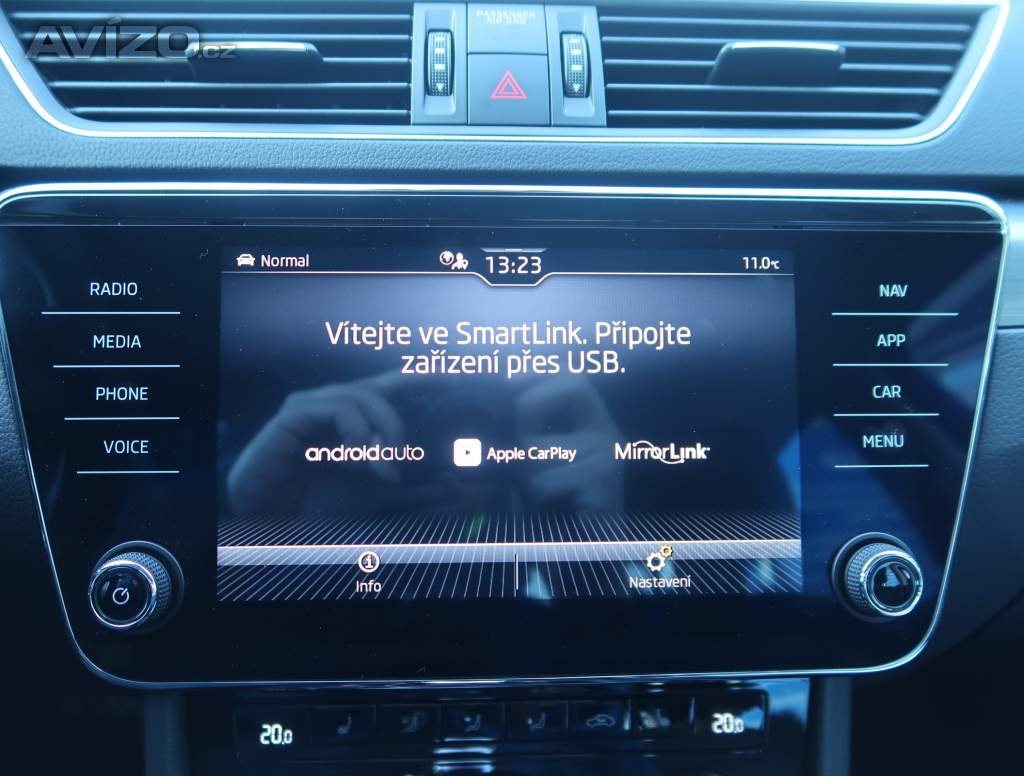 AVÍZO.cz
PASSENGER
AIR BAG
Normal
13:23
11.0°C
RADIO
MEDIA
PHONE
VOICE
Vítejte ve SmartLink. Připojte
zařízení přes USB.
androidauto
Apple CarPlay
MirrorLink™
Info
Nastavení
NAV
APP
CAR
MENU
20.0
20.0